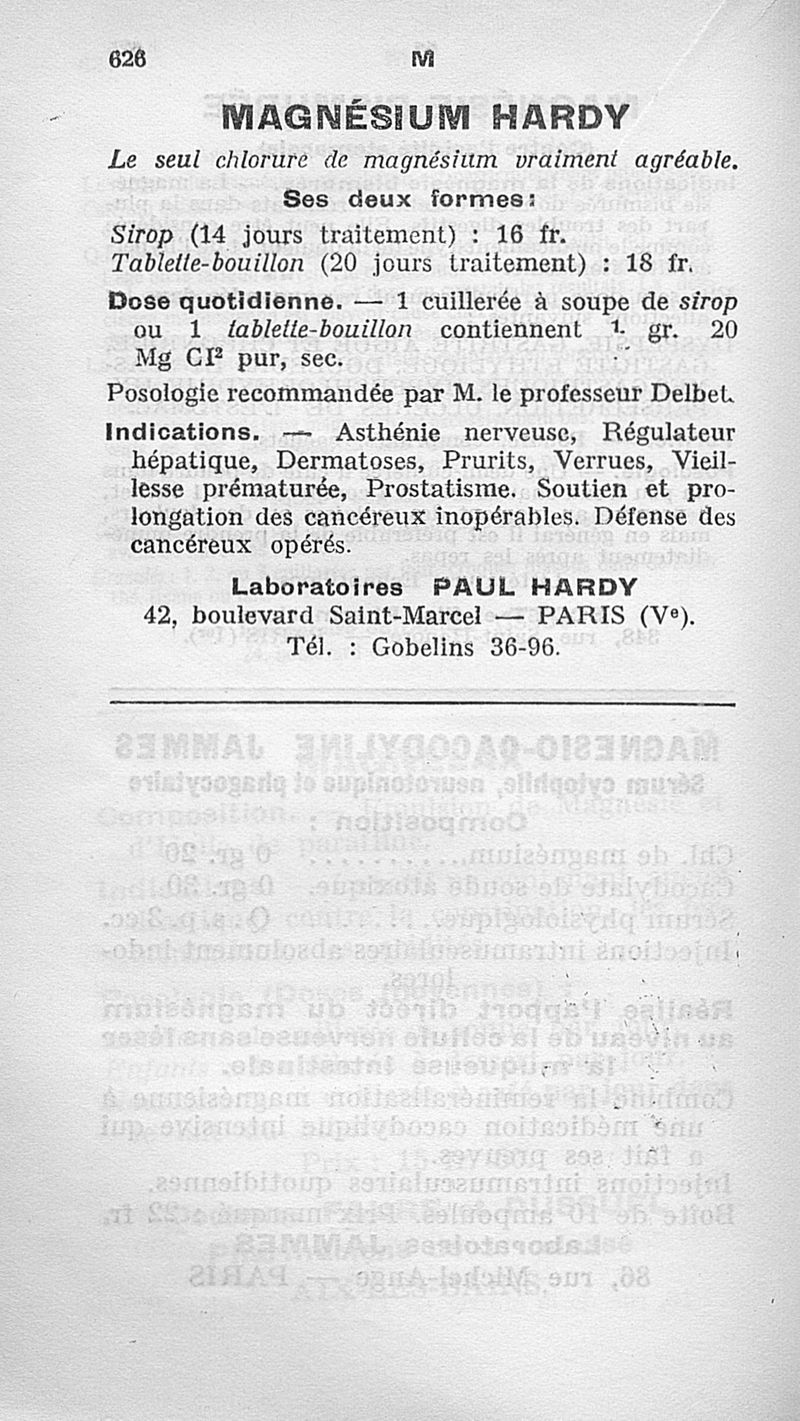 626 M
MAGNÉSIUM HARDY
Le seul chlorure de magnésium vraiment agréable.
Ses deux formes:
Sirop (14 jours traitement) : 16 fr.
Tablette-bouillon (20 jours traitement) : 18 fr.
Dose quotidienne. — 1 cuillerée à soupe de sirop
ou 1 tablette-bouillon contiennent 1 gr. 20
Mg Cl² pur, sec.
Posologie recommandée par M. le professeur Delbet.
Indications. — Asthénie nerveuse, Régulateur
hépatique, Dermatoses, Prurits, Verrues, Vieil-
lesse prématurée, Prostatisme. Soutien et pro-
longation des cancéreux inopérables. Défense des
cancéreux opérés.
Laboratoires PAUL HARDY
42, boulevard Saint-Marcel — PARIS (Vᵉ).
Tél. : Gobelins 36-96.